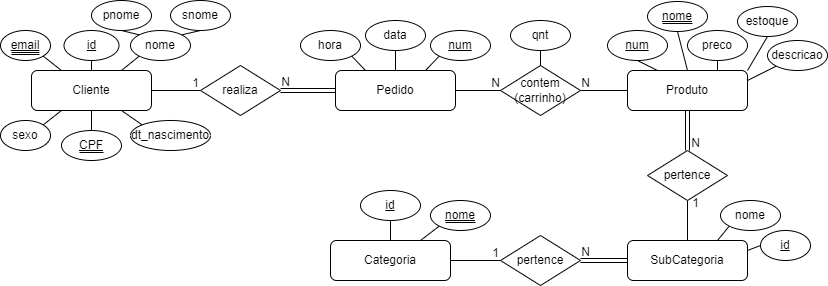 pnome
snome
email
id
nome
hora
data
num
qnt
num
nome
preco
estoque
descricao
Cliente
1
realiza
N
Pedido
N
contem
(carrinho)
N
Produto
sexo
CPF
dt_nascimento
N
pertence
1
id
nome
nome
id
Categoria
1
pertence
N
SubCategoria